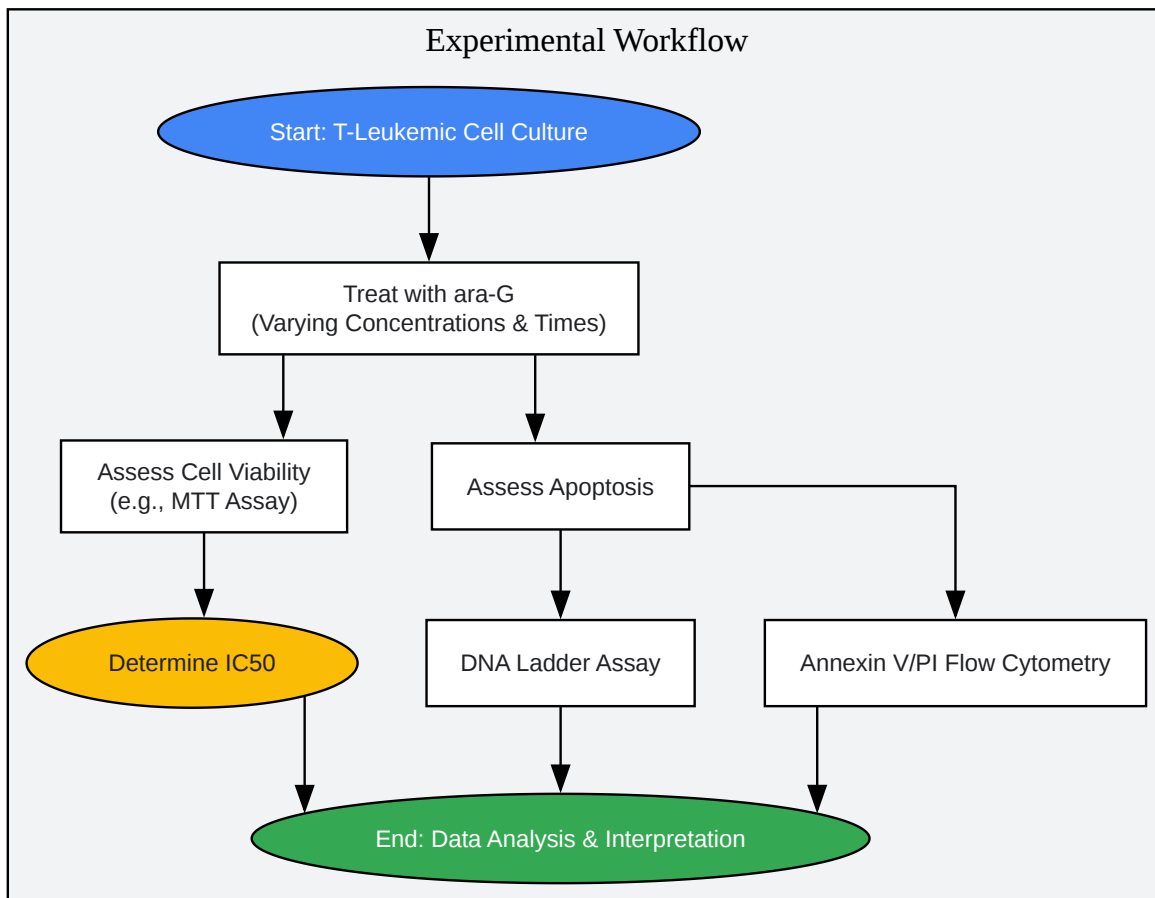 Experimental Workflow
Start: T-Leukemic Cell Culture
Treat with ara-G
(Varying Concentrations & Times)
Assess Cell Viability
(e.g., MTT Assay)
Assess Apoptosis
Determine IC50
DNA Ladder Assay
Annexin V/PI Flow Cytometry
End: Data Analysis & Interpretation